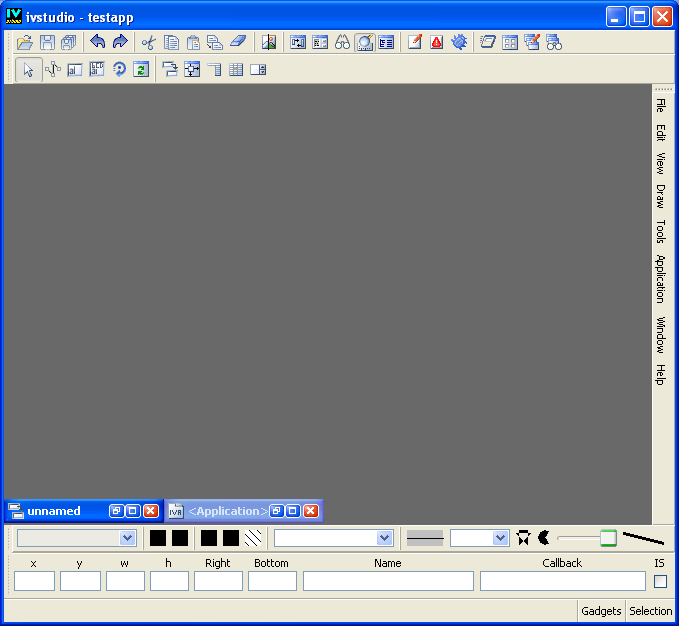 ivstudio - testapp
File
Edit
View
Draw
Tools
Application
Window
Help
unnamed
<Application>
x y w h Right Bottom Name Callback IS
Gadgets Selection